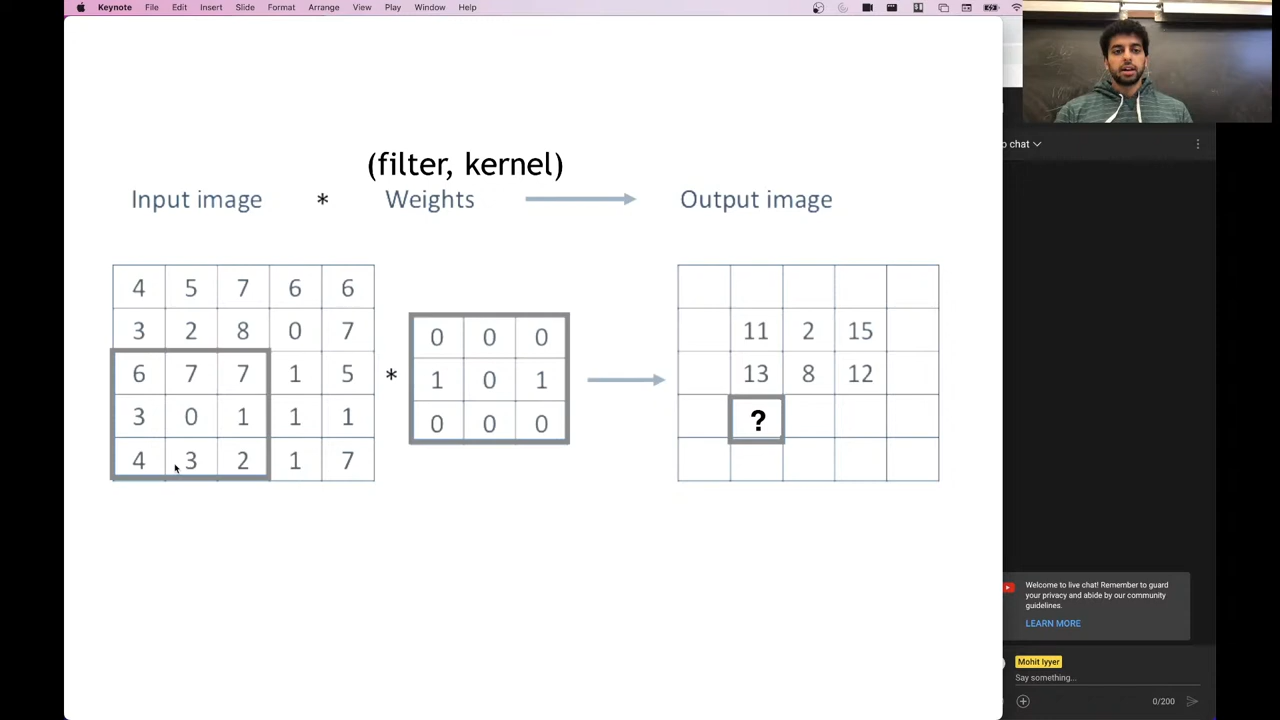 Keynote File Edit Insert Slide Format Arrange View Play Window Help
chat
(filter, kernel)
Input image * Weights Output image
4 5 7 6 6
3 2 8 0 7
6 7 7 1 5
3 0 1 1 1
4 3 2 1 7
*
0 0 0
1 0 1
0 0 0
11 2 15
13 8 12
?
Welcome to live chat! Remember to guard
your privacy and abide by our community
guidelines.
LEARN MORE
Mohit Iyyer
Say something...
0/200